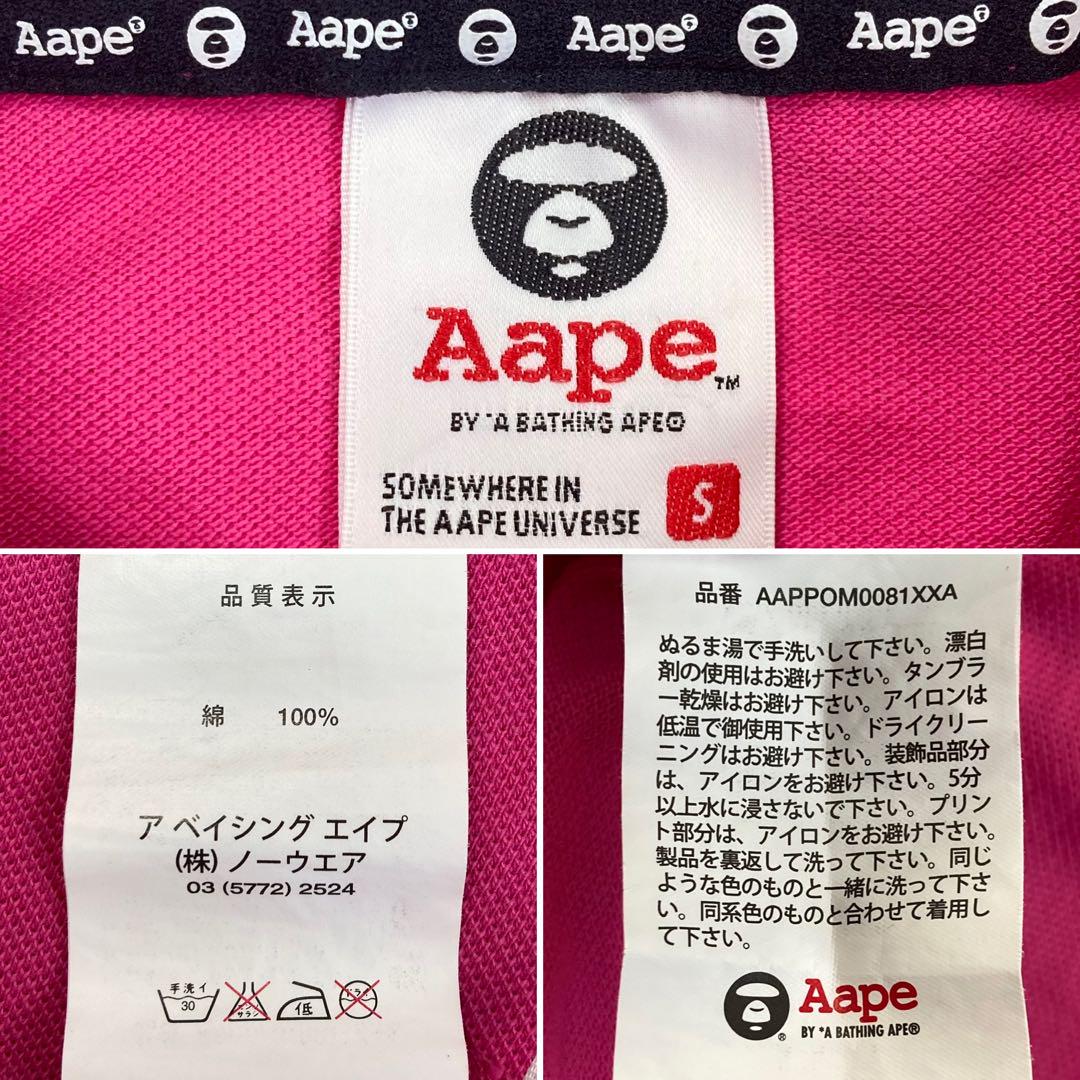 Aape Aape Aape Aape
Aape™
BY *A BATHING APE®
SOMEWHERE IN
THE AAPE UNIVERSE
S
品質表示
綿 100%
ア ベイシング エイプ
(株) ノーウエア
03 (5772) 2524
手洗イ
30
エンソ
サラシ
低
ドライ
品番 AAPPOM0081XXA
ぬるま湯で手洗いして下さい。漂白
剤の使用はお避け下さい。タンブラ
ー乾燥はお避け下さい。アイロンは
低温で御使用下さい。ドライクリー
ニングはお避け下さい。装飾品部分
は、アイロンをお避け下さい。5分
以上水に浸さないで下さい。プリン
ト部分は、アイロンをお避け下さい。
製品を裏返して洗って下さい。同じ
ような色のものと一緒に洗って下さ
い。同系色のものと合わせて着用し
て下さい。
Aape
BY *A BATHING APE®